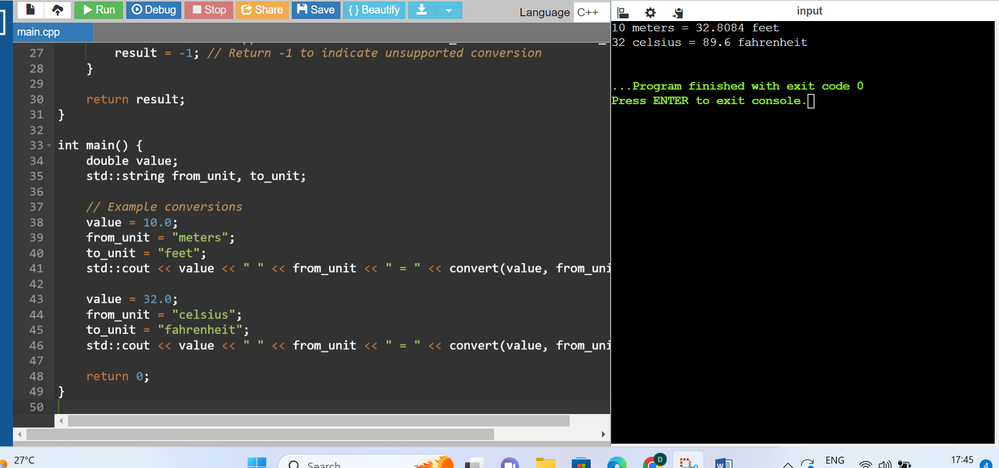 Run Debug Stop Share Save { } Beautify Language C++
main.cpp
27 result = -1; // Return -1 to indicate unsupported conversion
28 }
29
30 return result;
31 }
32
33 int main() {
34 double value;
35 std::string from_unit, to_unit;
36
37 // Example conversions
38 value = 10.0;
39 from_unit = "meters";
40 to_unit = "feet";
41 std::cout << value << " " << from_unit << " = " << convert(value, from_uni
42
43 value = 32.0;
44 from_unit = "celsius";
45 to_unit = "fahrenheit";
46 std::cout << value << " " << from_unit << " = " << convert(value, from_uni
47
48 return 0;
49 }
50
input
10 meters = 32.8084 feet
32 celsius = 89.6 fahrenheit
...Program finished with exit code 0
Press ENTER to exit console.
27°C Search D W ENG 17:45 4